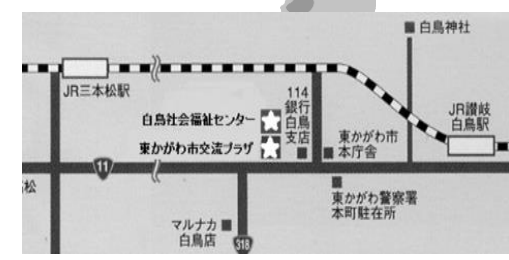 白鳥神社
JR三本松駅
114
銀行
白鳥
支店
白鳥社会福祉センター
東かがわ市交流プラザ
東かがわ市
本庁舎
JR讃岐
白鳥駅
11
松
東かがわ警察署
本町駐在所
マルナカ
白鳥店
318